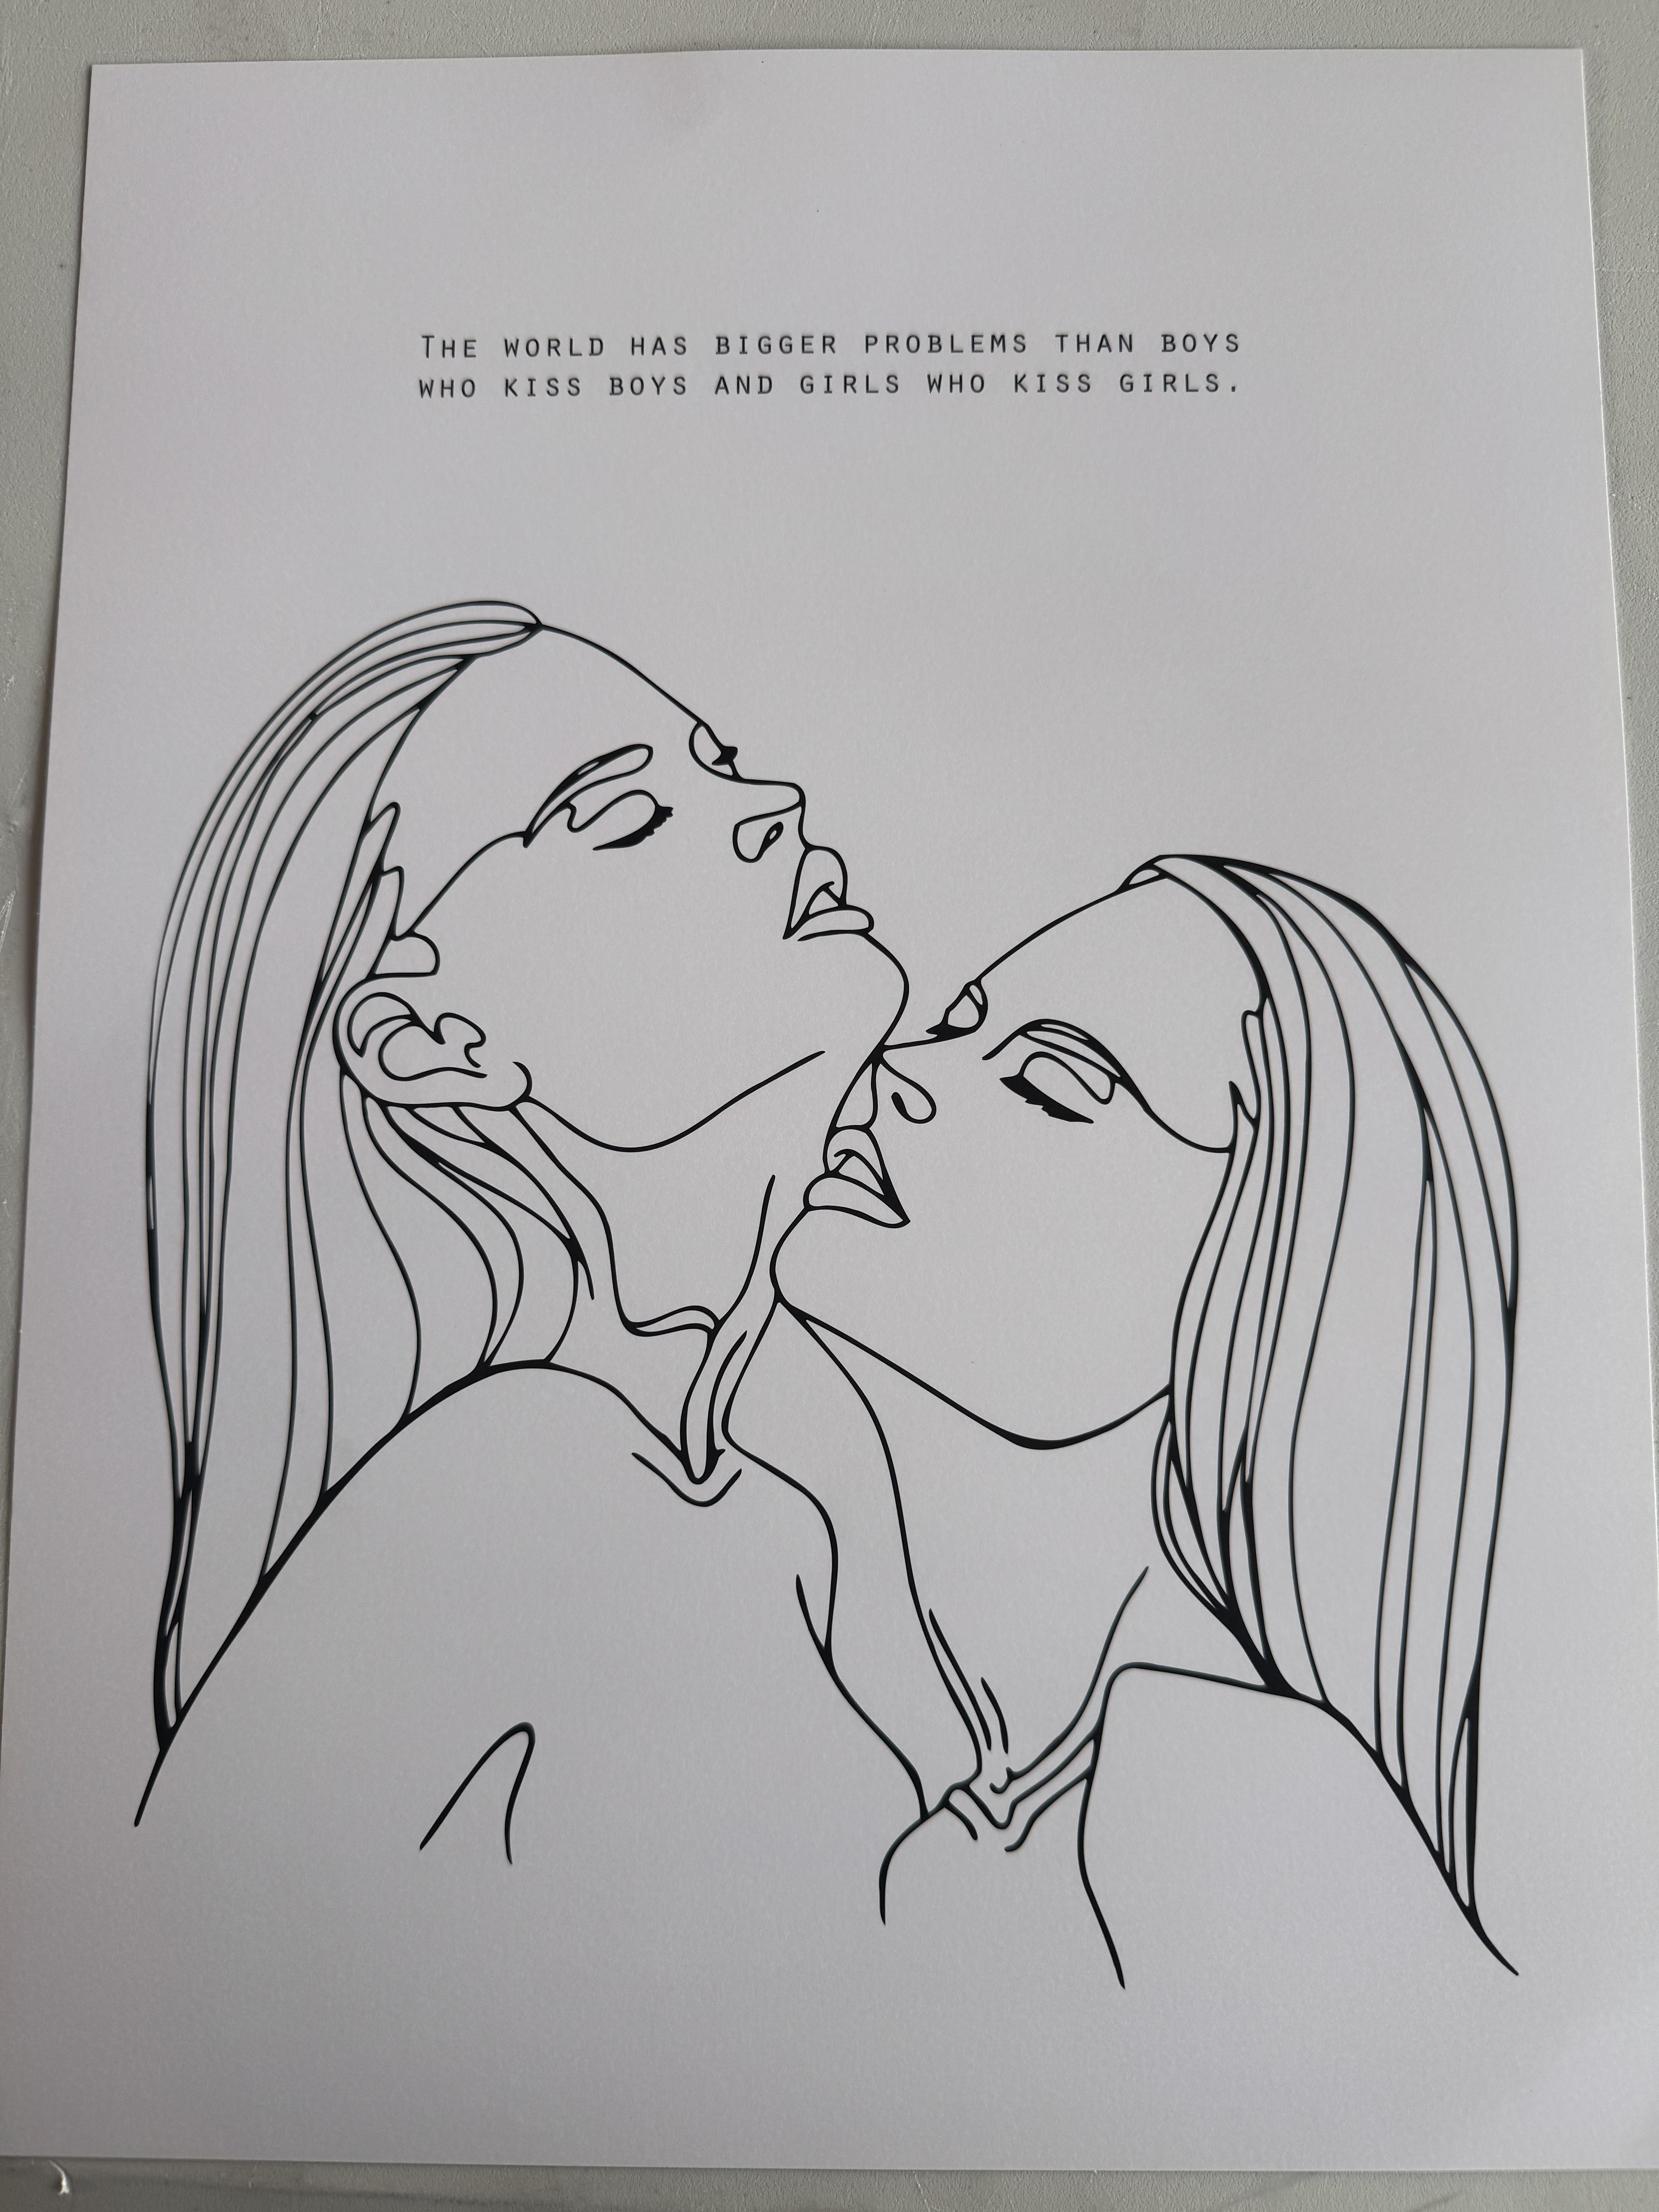 The world has bigger problems than boys
who kiss boys and girls who kiss girls.